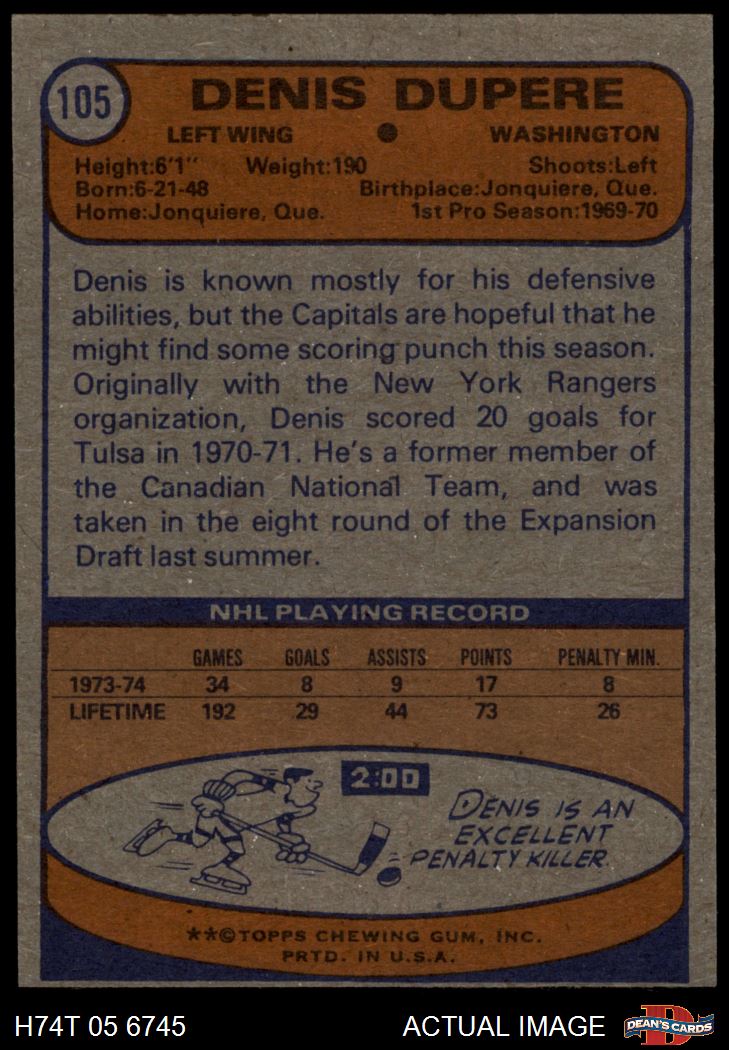 105
DENIS DUPERE
LEFT WING ● WASHINGTON
Height:6'1" Weight:190 Shoots:Left
Born:6-21-48 Birthplace:Jonquiere, Que.
Home:Jonquiere, Que. 1st Pro Season:1969-70
Denis is known mostly for his defensive
abilities, but the Capitals are hopeful that he
might find some scoring punch this season.
Originally with the New York Rangers
organization, Denis scored 20 goals for
Tulsa in 1970-71. He's a former member of
the Canadian National Team, and was
taken in the eight round of the Expansion
Draft last summer.
NHL PLAYING RECORD
GAMES GOALS ASSISTS POINTS PENALTY MIN.
1973-74 34 8 9 17 8
LIFETIME 192 29 44 73 26
2:00
DENIS IS AN
EXCELLENT
PENALTY KILLER.
**©TOPPS CHEWING GUM, INC.
PRTD. IN U.S.A.
H74T 05 6745 ACTUAL IMAGE D DEAN'S CARDS